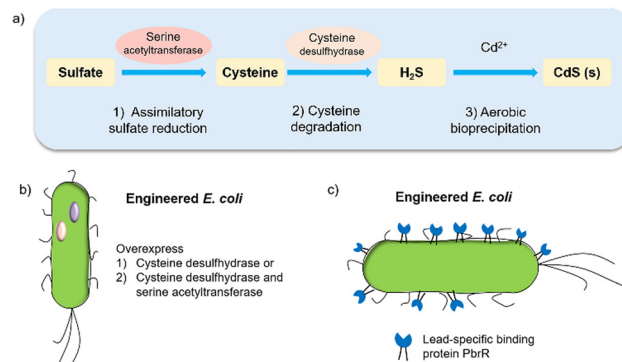 a)
Serine
acetyltransferase
Cysteine
desulfhydrase
Cd²⁺
Sulfate
Cysteine
H₂S
CdS (s)
1) Assimilatory
sulfate reduction
2) Cysteine
degradation
3) Aerobic
bioprecipitation
b)
Engineered E. coli
Overexpress
1) Cysteine desulfhydrase or
2) Cysteine desulfhydrase and
serine acetyltransferase
c)
Engineered E. coli
Lead-specific binding
protein PbrR